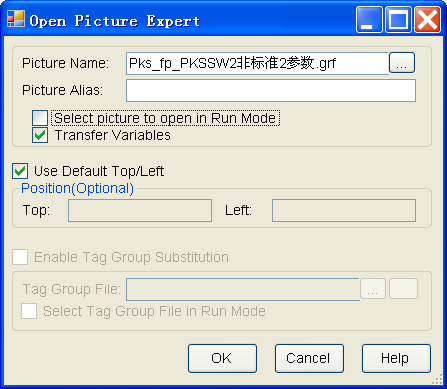 Open Picture Expert
Picture Name: Pks_fp_PKSSW2非标准2参数.grf ...
Picture Alias:
Select picture to open in Run Mode
Transfer Variables
Use Default Top/Left
Position(Optional)
Top: Left:
Enable Tag Group Substitution
Tag Group File: ...
Select Tag Group File in Run Mode
OK Cancel Help